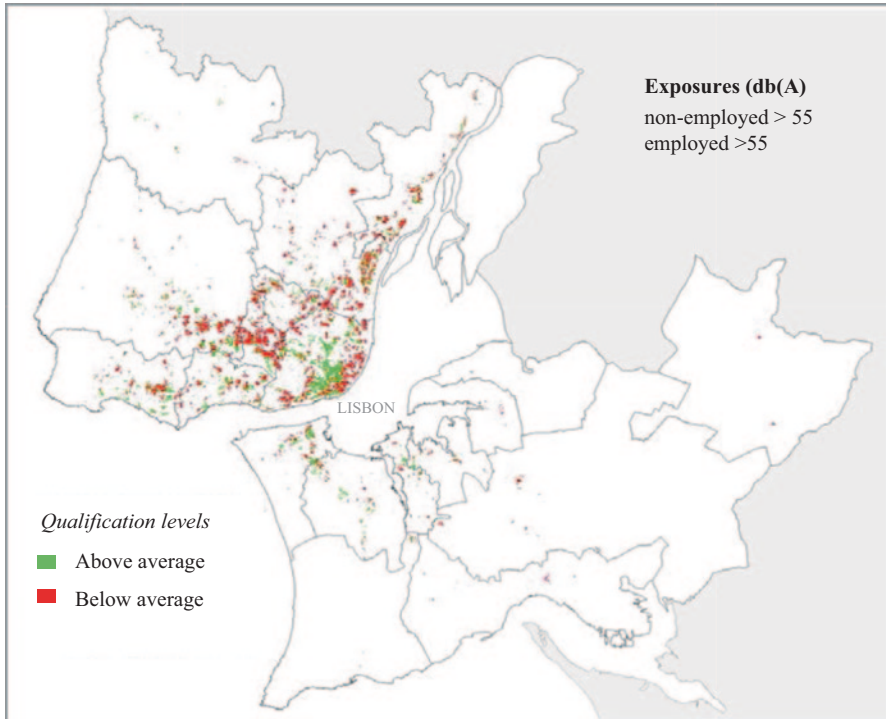 Exposures (db(A)
non-employed > 55
employed >55
LISBON
Qualification levels
Above average
Below average